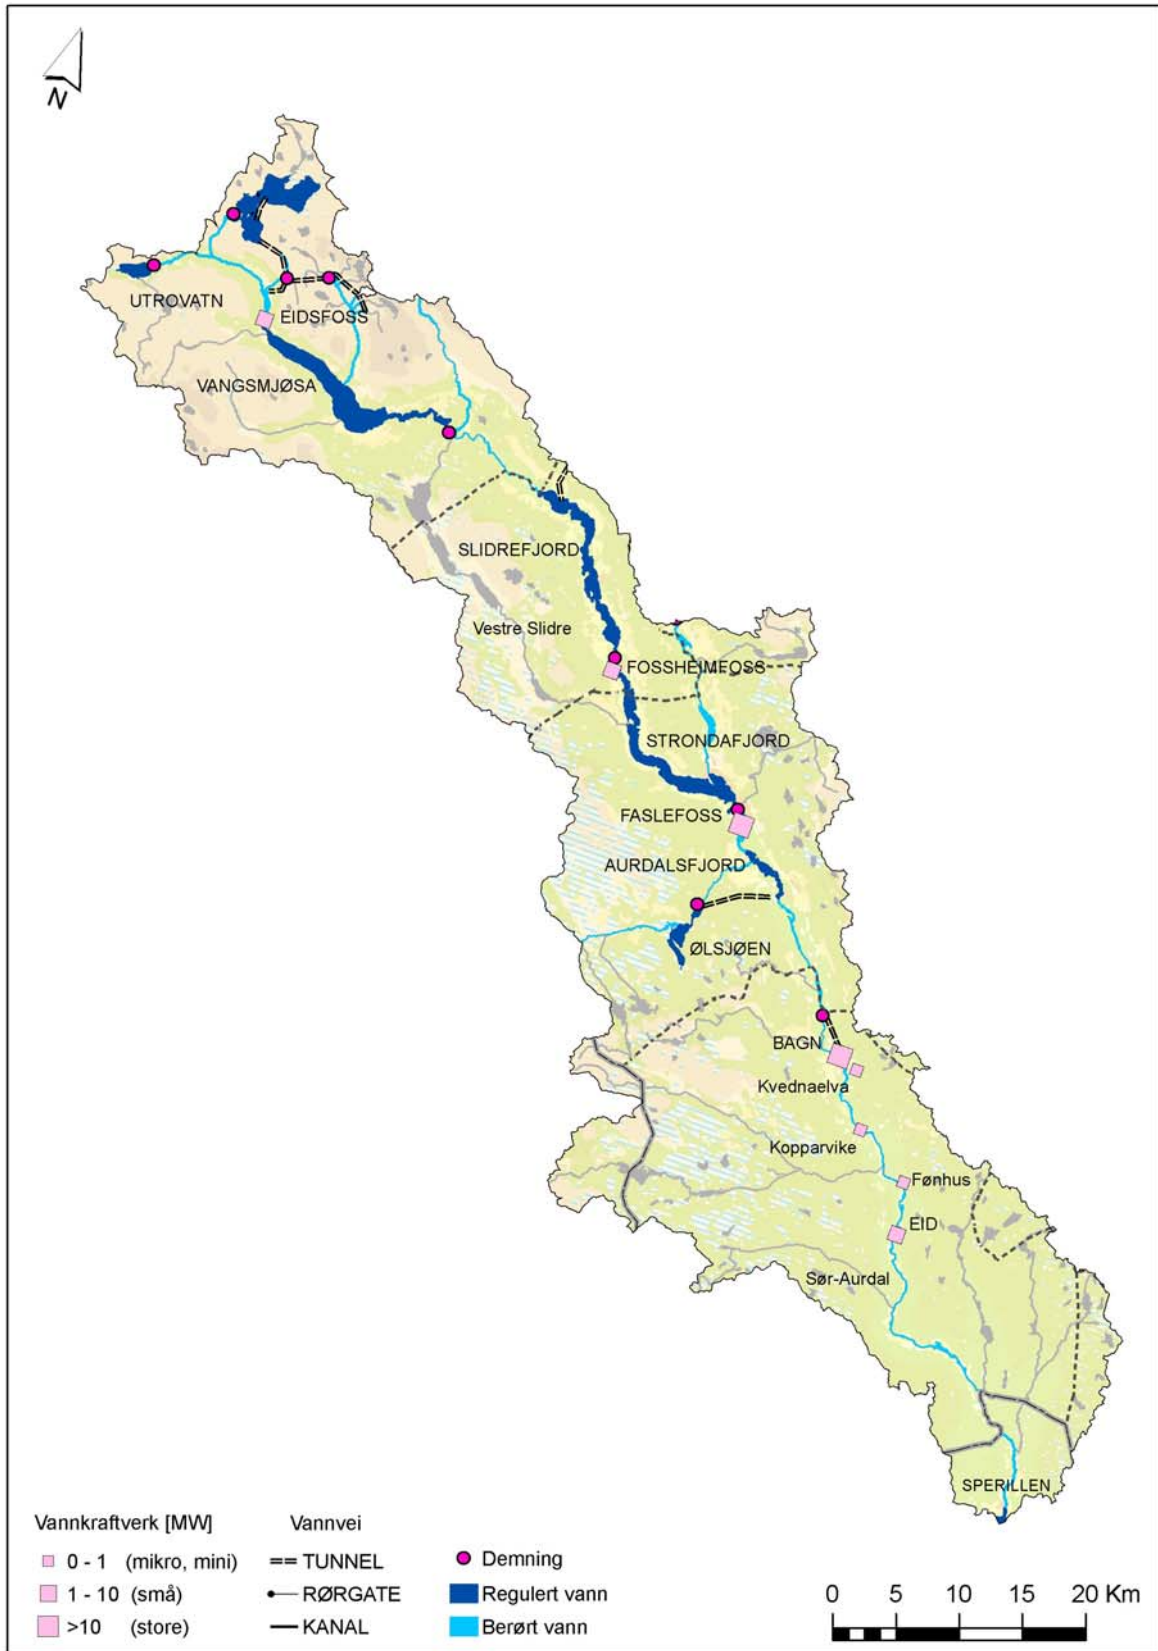 N
UTROVATN
EIDSFOSS
VANGSMJØSA
SLIDREFJORD
Vestre Slidre
FOSSHEIMFOSS
STRONDAFJORD
FASLEFOSS
AURDALSFJORD
ØLSJØEN
BAGN
Kvednaelva
Kopparvike
Fønhus
EID
Sør-Aurdal
SPERILLEN
Vannkraftverk [MW]
0 - 1 (mikro, mini)
1 - 10 (små)
>10 (store)
Vannvei
TUNNEL
RØRGATE
KANAL
Demning
Regulert vann
Berørt vann
0 5 10 15 20 Km